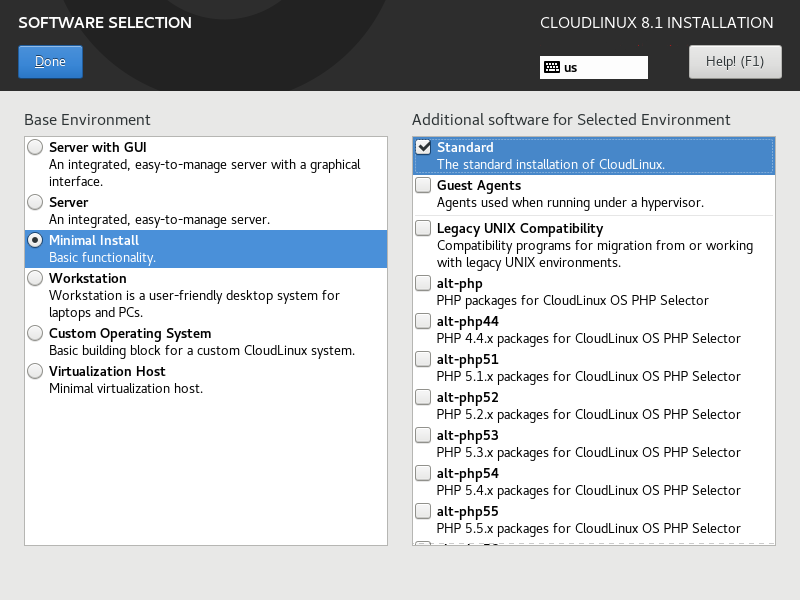 SOFTWARE SELECTION
CLOUDLINUX 8.1 INSTALLATION
Done
us
Help! (F1)
Base Environment
Server with GUI
An integrated, easy-to-manage server with a graphical
interface.
Server
An integrated, easy-to-manage server.
Minimal Install
Basic functionality.
Workstation
Workstation is a user-friendly desktop system for
laptops and PCs.
Custom Operating System
Basic building block for a custom CloudLinux system.
Virtualization Host
Minimal virtualization host.
Additional software for Selected Environment
Standard
The standard installation of CloudLinux.
Guest Agents
Agents used when running under a hypervisor.
Legacy UNIX Compatibility
Compatibility programs for migration from or working
with legacy UNIX environments.
alt-php
PHP packages for CloudLinux OS PHP Selector
alt-php44
PHP 4.4.x packages for CloudLinux OS PHP Selector
alt-php51
PHP 5.1.x packages for CloudLinux OS PHP Selector
alt-php52
PHP 5.2.x packages for CloudLinux OS PHP Selector
alt-php53
PHP 5.3.x packages for CloudLinux OS PHP Selector
alt-php54
PHP 5.4.x packages for CloudLinux OS PHP Selector
alt-php55
PHP 5.5.x packages for CloudLinux OS PHP Selector